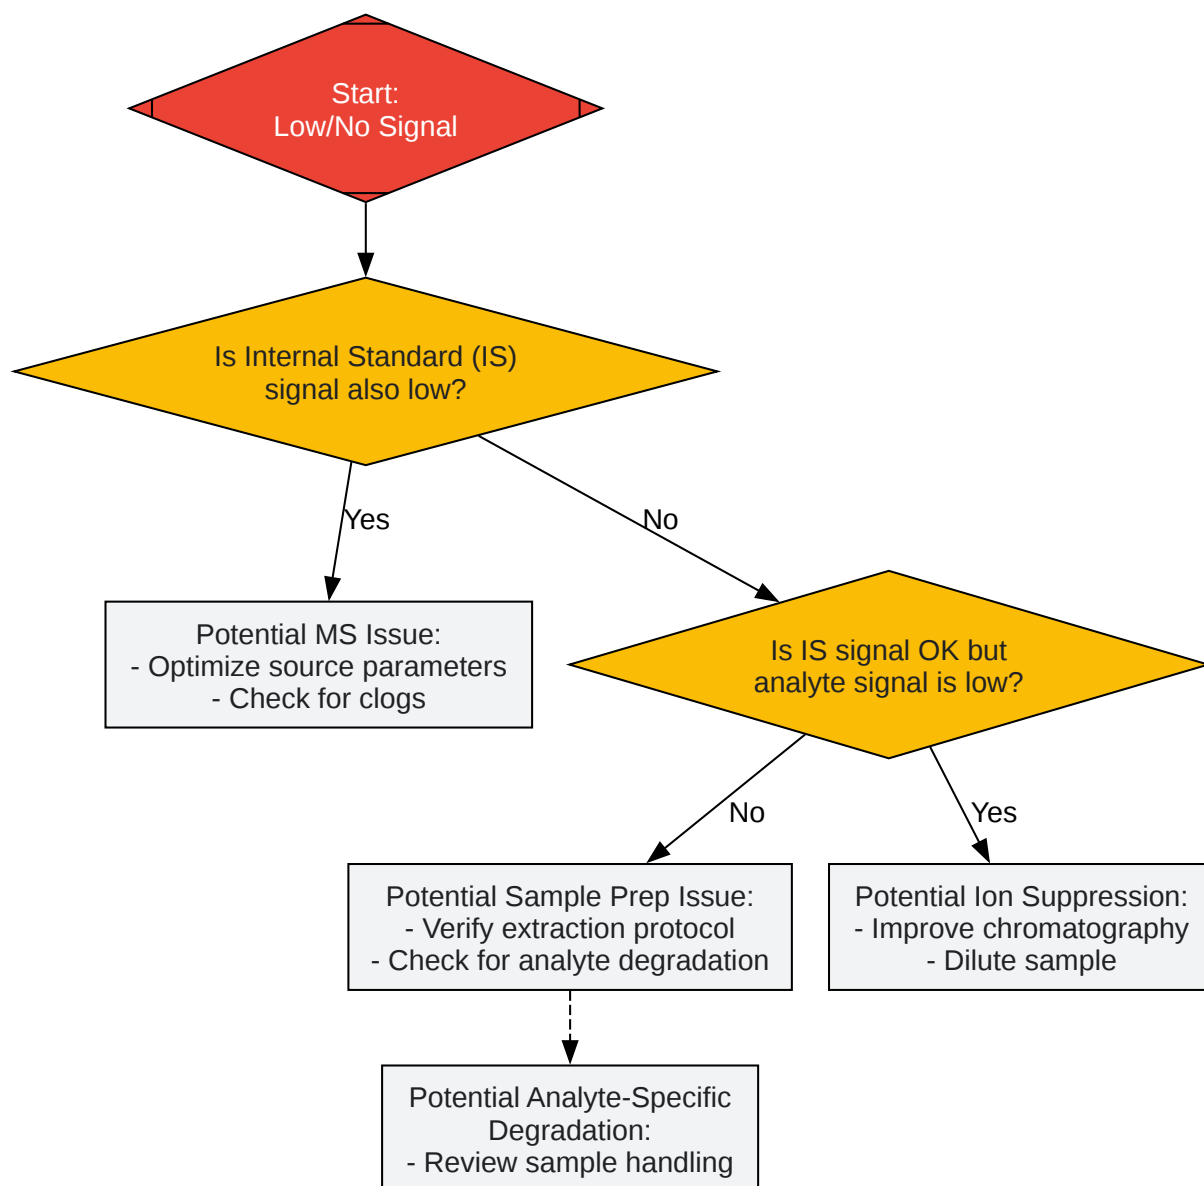 Start:
Low/No Signal
Is Internal Standard (IS)
signal also low?
Yes
No
Potential MS Issue:
- Optimize source parameters
- Check for clogs
Is IS signal OK but
analyte signal is low?
No
Yes
Potential Sample Prep Issue:
- Verify extraction protocol
- Check for analyte degradation
Potential Ion Suppression:
- Improve chromatography
- Dilute sample
Potential Analyte-Specific
Degradation:
- Review sample handling